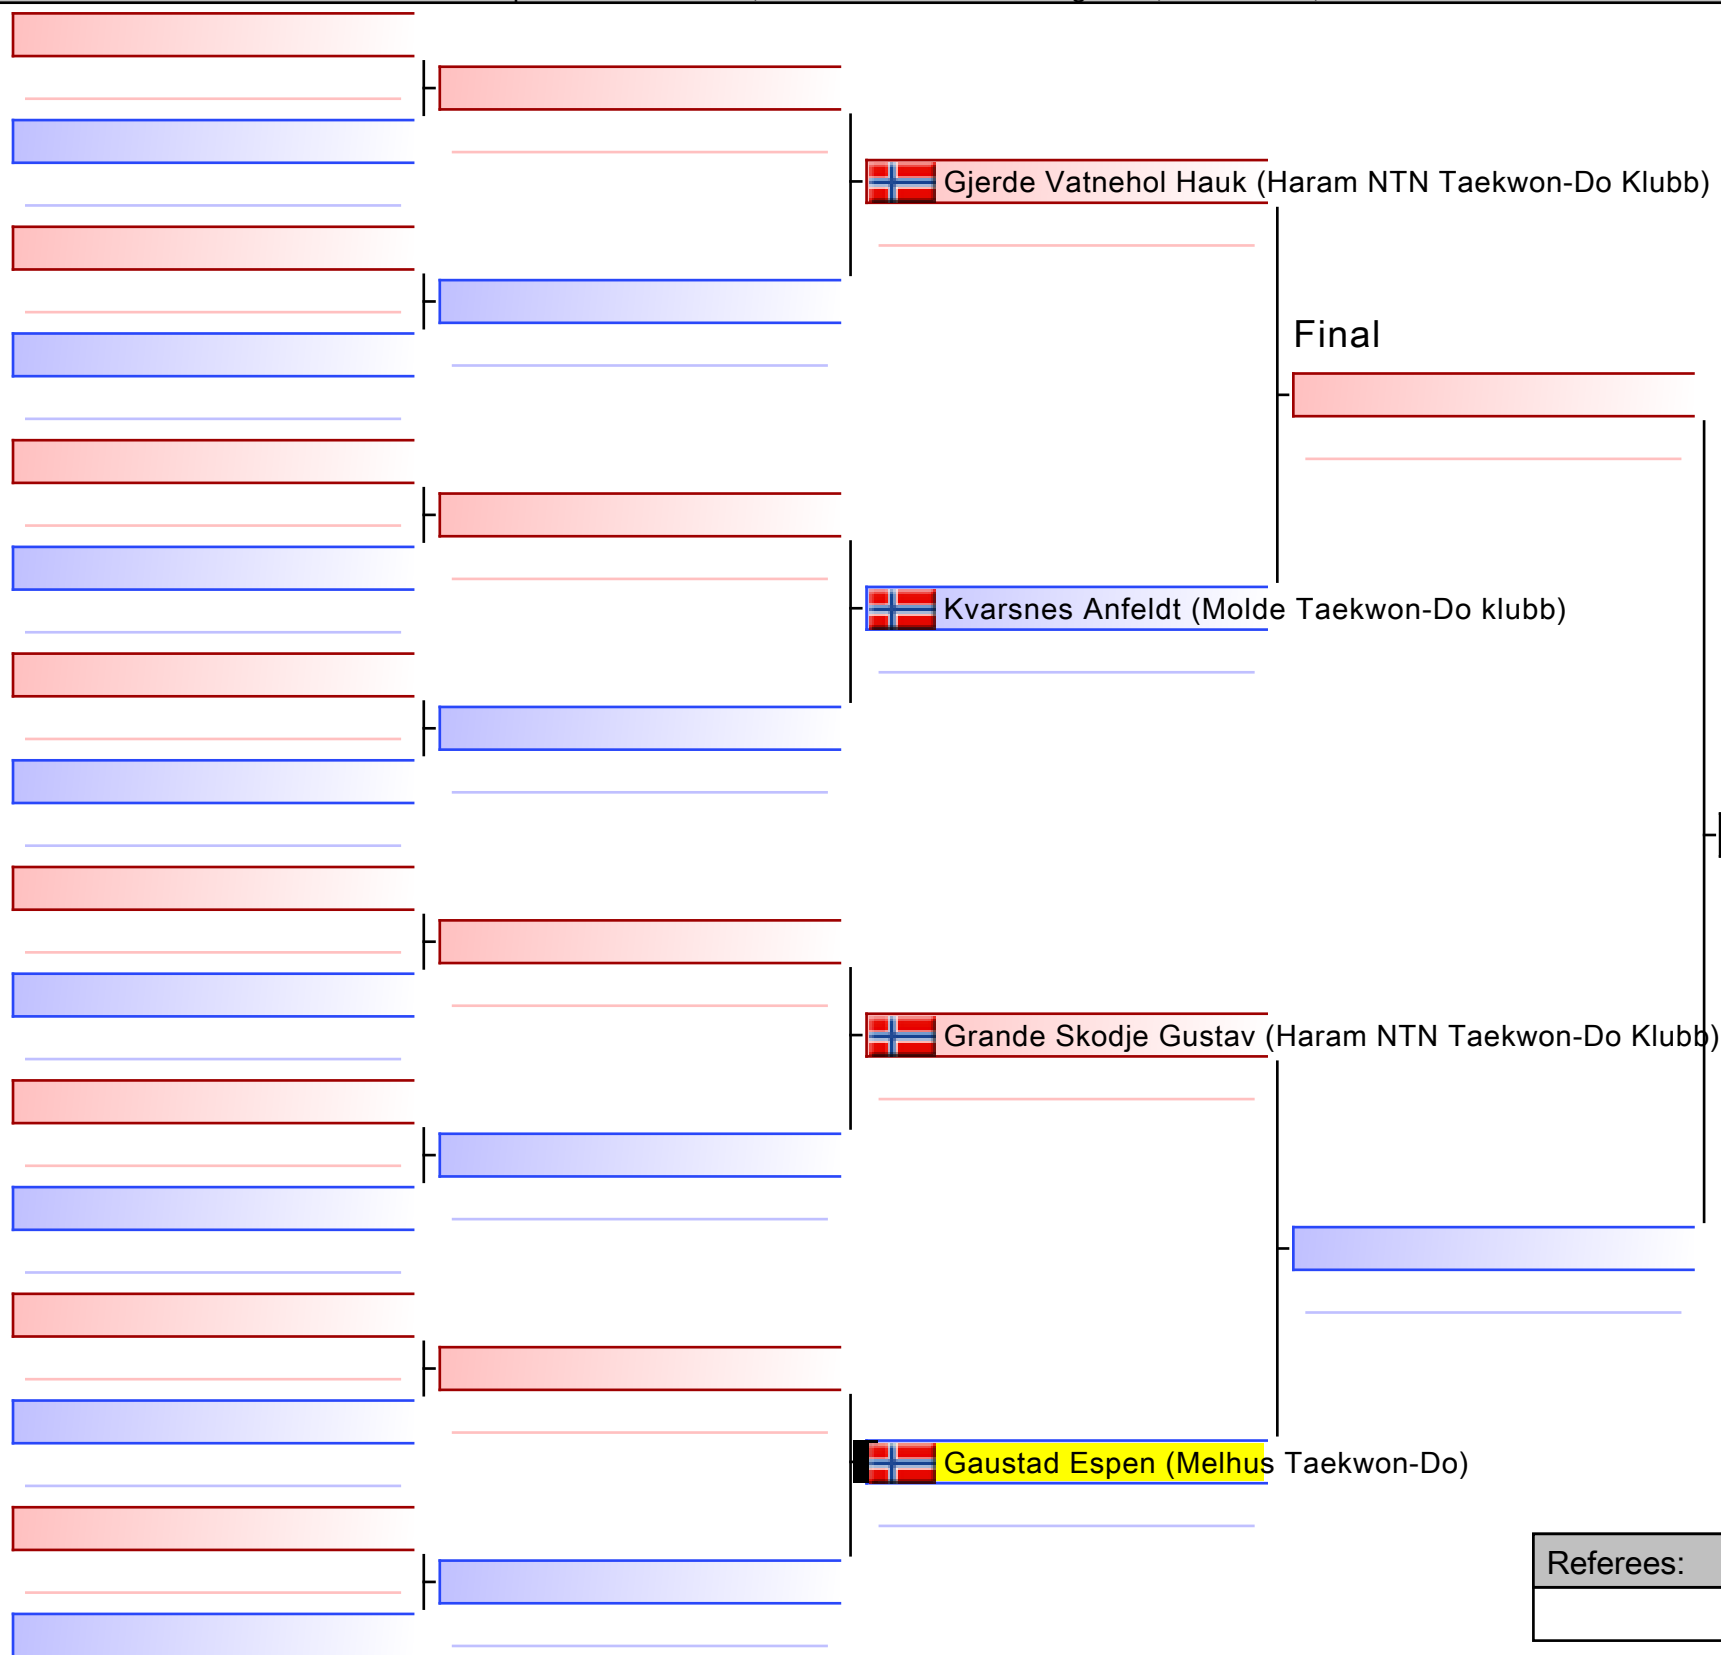 Gjerde Vatnehol Hauk (Haram NTN Taekwon-Do Klubb)
Final
Kvarsnes Anfeldt (Molde Taekwon-Do klubb)
Grande Skodje Gustav (Haram NTN Taekwon-Do Klubb)
Gaustad Espen (Melhus Taekwon-Do)
Referees: